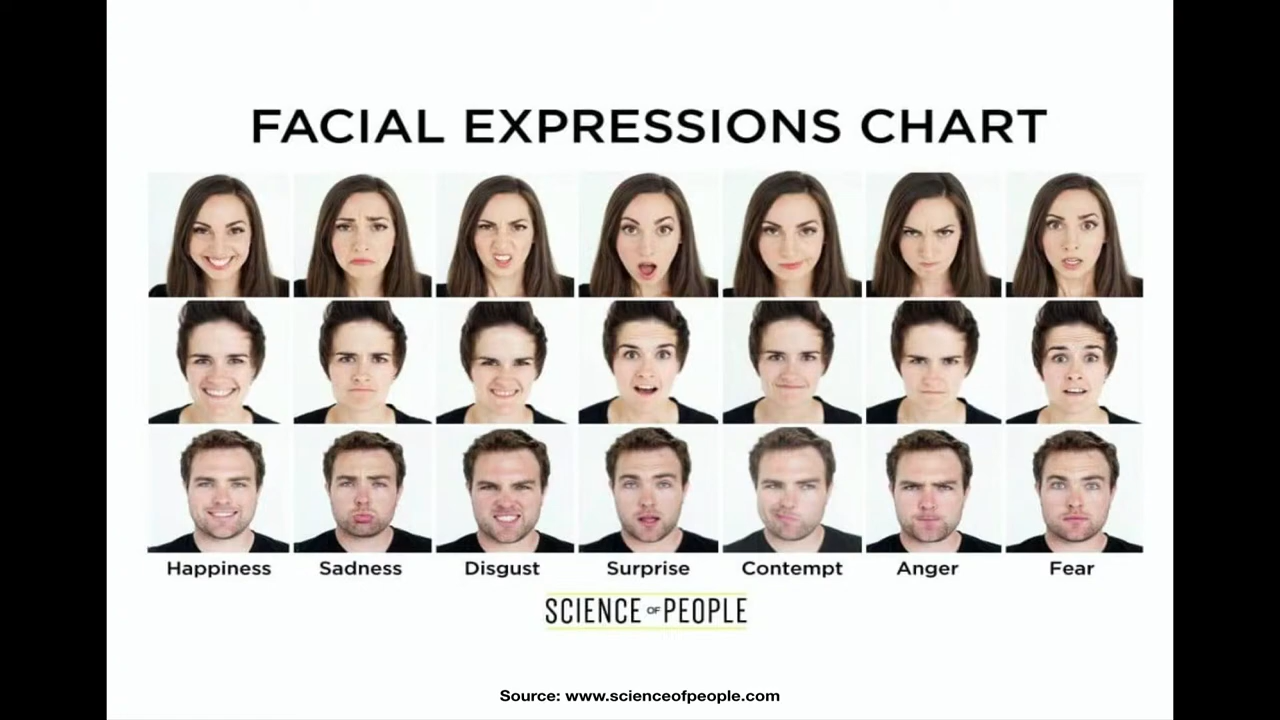 FACIAL EXPRESSIONS CHART
Happiness Sadness Disgust Surprise Contempt Anger Fear
SCIENCE OF PEOPLE
Source: www.scienceofpeople.com